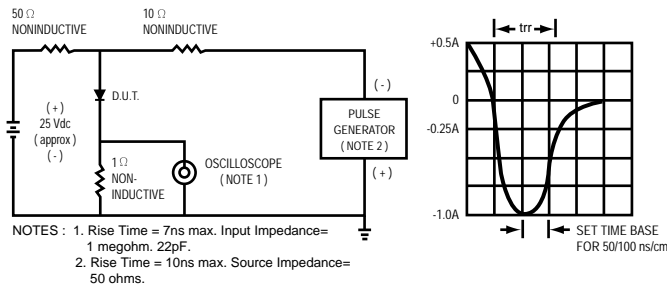 50 Ω
NONINDUCTIVE
10 Ω
NONINDUCTIVE
( + )
25 Vdc
( approx )
( - )
D.U.T.
1 Ω
NON-
INDUCTIVE
OSCILLOSCOPE
( NOTE 1 )
( - )
PULSE
GENERATOR
( NOTE 2 )
( + )
trr
+0.5A
0
-0.25A
-1.0A
SET TIME BASE
FOR 50/100 ns/cm
NOTES : 1. Rise Time = 7ns max. Input Impedance=
1 megohm. 22pF.
2. Rise Time = 10ns max. Source Impedance=
50 ohms.